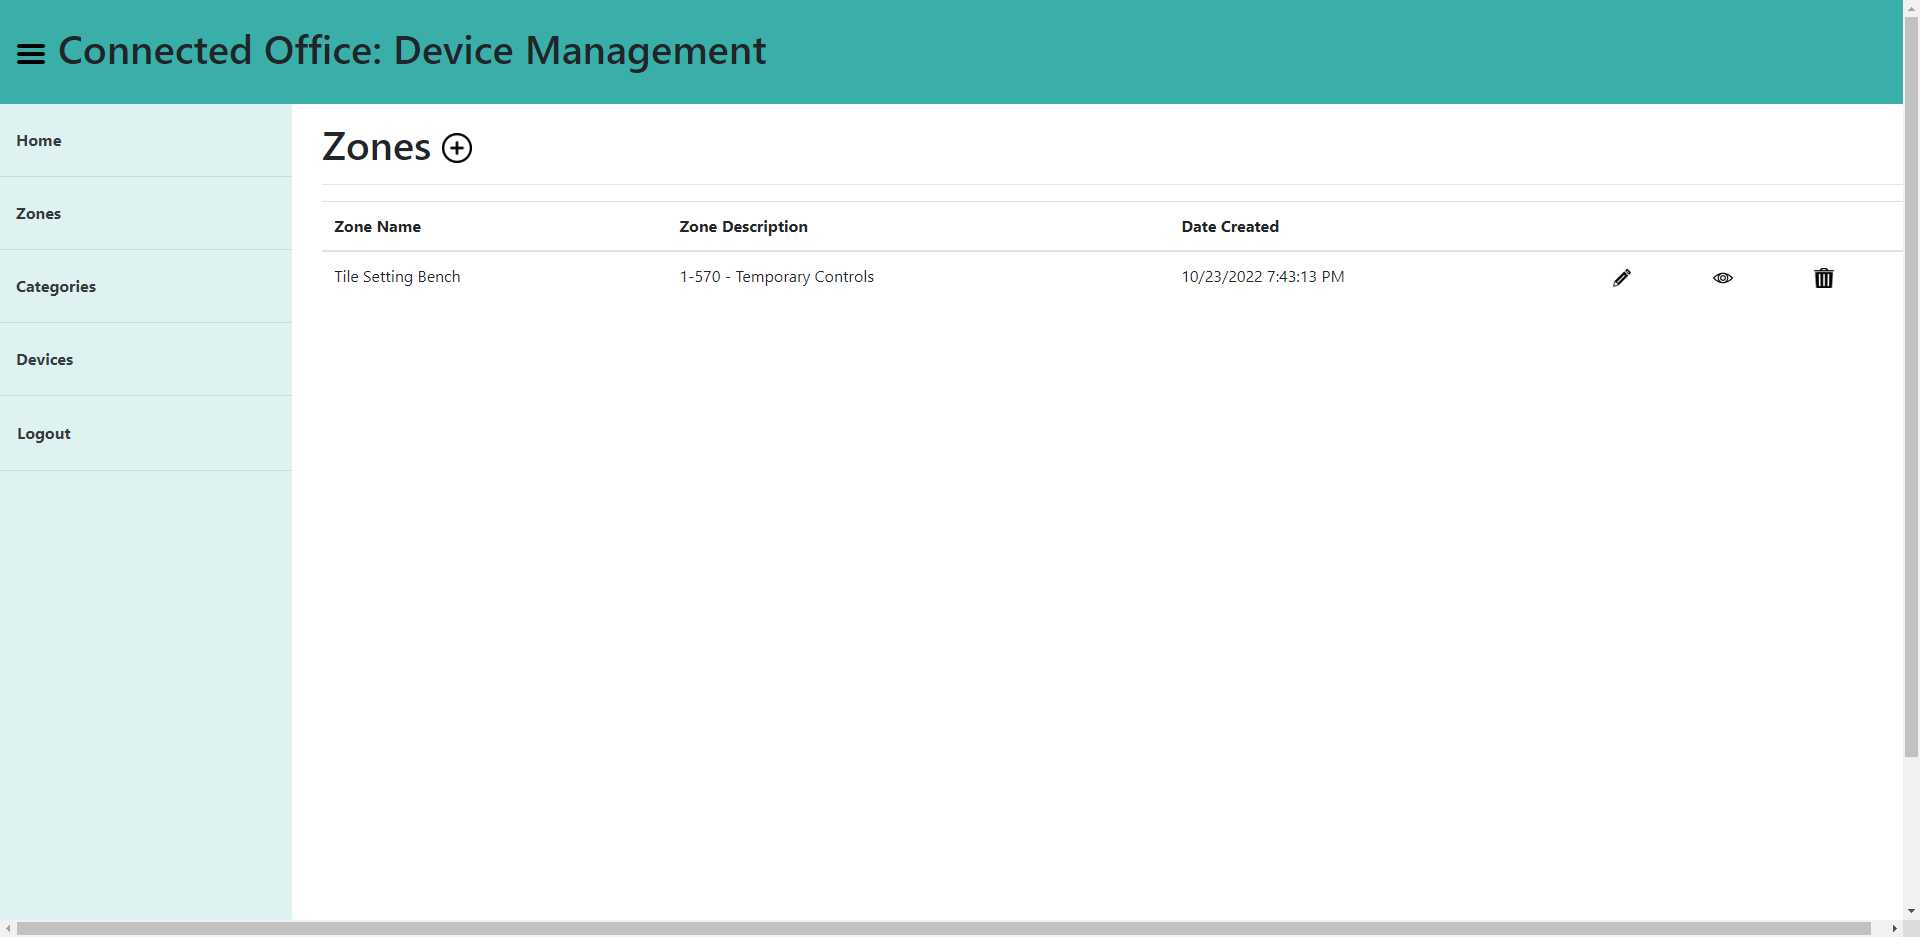 Connected Office: Device Management
Home
Zones
Categories
Devices
Logout
Zones
Zone Name Zone Description Date Created
Tile Setting Bench 1-570 - Temporary Controls 10/23/2022 7:43:13 PM